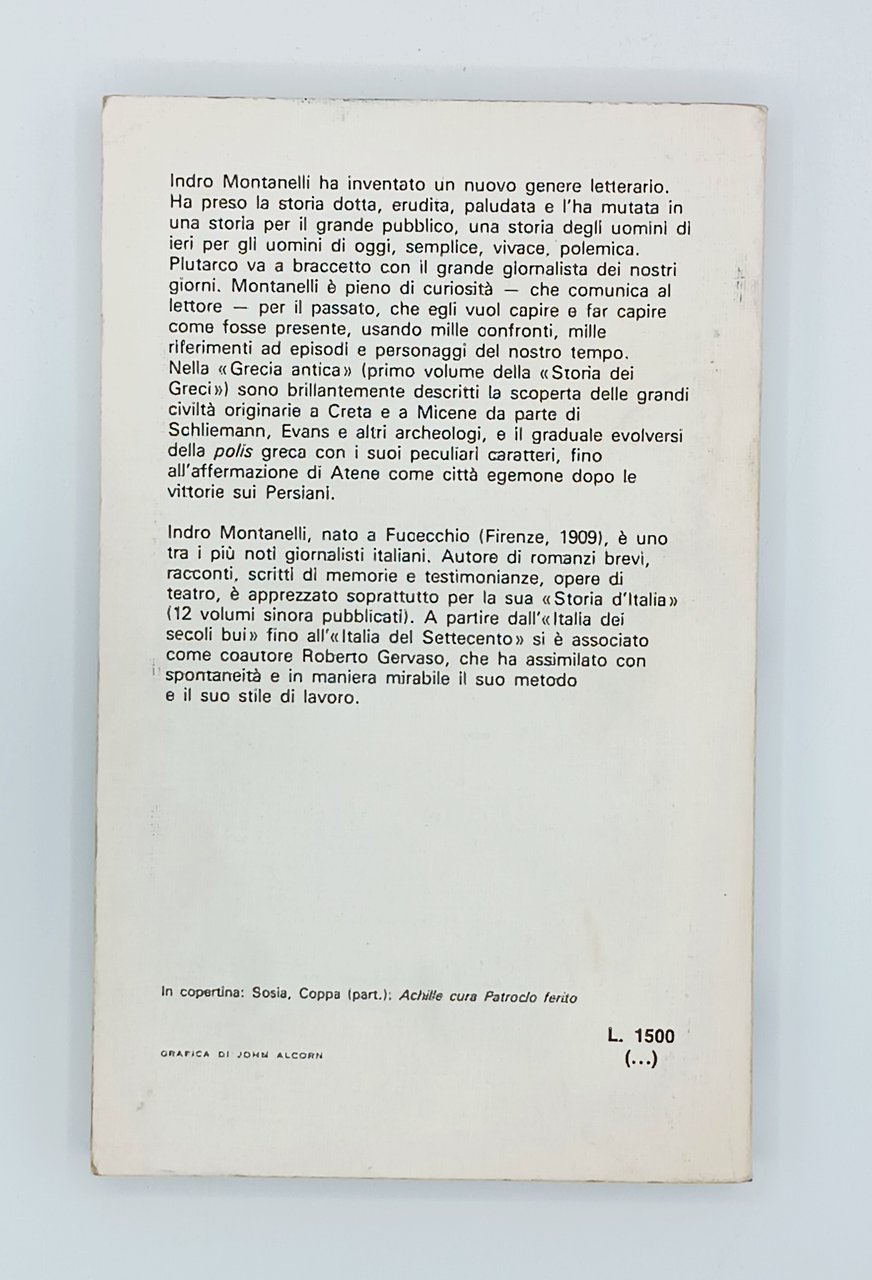 Indro Montanelli ha inventato un nuovo genere letterario.
Ha preso la storia dotta, erudita, paludata e l'ha mutata in
una storia per il grande pubblico, una storia degli uomini di
ieri per gli uomini di oggi, semplice, vivace, polemica.
Plutarco va a braccetto con il grande giornalista dei nostri
giorni. Montanelli è pieno di curiosità — che comunica al
lettore — per il passato, che egli vuol capire e far capire
come fosse presente, usando mille confronti, mille
riferimenti ad episodi e personaggi del nostro tempo.
Nella «Grecia antica» (primo volume della «Storia dei
Greci») sono brillantemente descritti la scoperta delle grandi
civiltà originarie a Creta e a Micene da parte di
Schliemann, Evans e altri archeologi, e il graduale evolversi
della polis greca con i suoi peculiari caratteri, fino
all'affermazione di Atene come città egemone dopo le
vittorie sui Persiani.
Indro Montanelli, nato a Fucecchio (Firenze, 1909), è uno
tra i più noti giornalisti italiani. Autore di romanzi brevi,
racconti, scritti di memorie e testimonianze, opere di
teatro, è apprezzato soprattutto per la sua «Storia d'Italia»
(12 volumi sinora pubblicati). A partire dall'«Italia dei
secoli bui» fino all'«Italia del Settecento» si è associato
come coautore Roberto Gervaso, che ha assimilato con
spontaneità e in maniera mirabile il suo metodo
e il suo stile di lavoro.
In copertina: Sosia, Coppa (part.): Achille cura Patroclo ferito
L. 1500
(...)
GRAFICA DI JOHN ALCORN